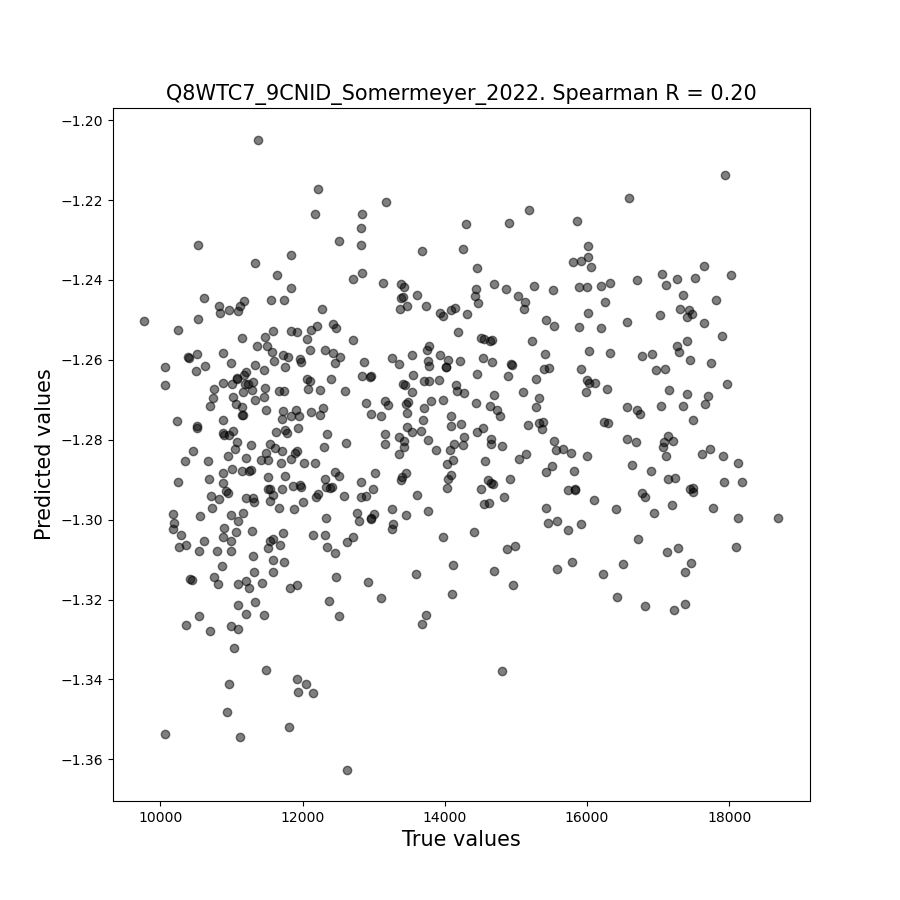 Q8WTC7_9CNID_Somermeyer_2022. Spearman R = 0.20
−1.20
−1.22
−1.24
−1.26
−1.28
−1.30
−1.32
−1.34
−1.36
Predicted values
10000 12000 14000 16000 18000
True values